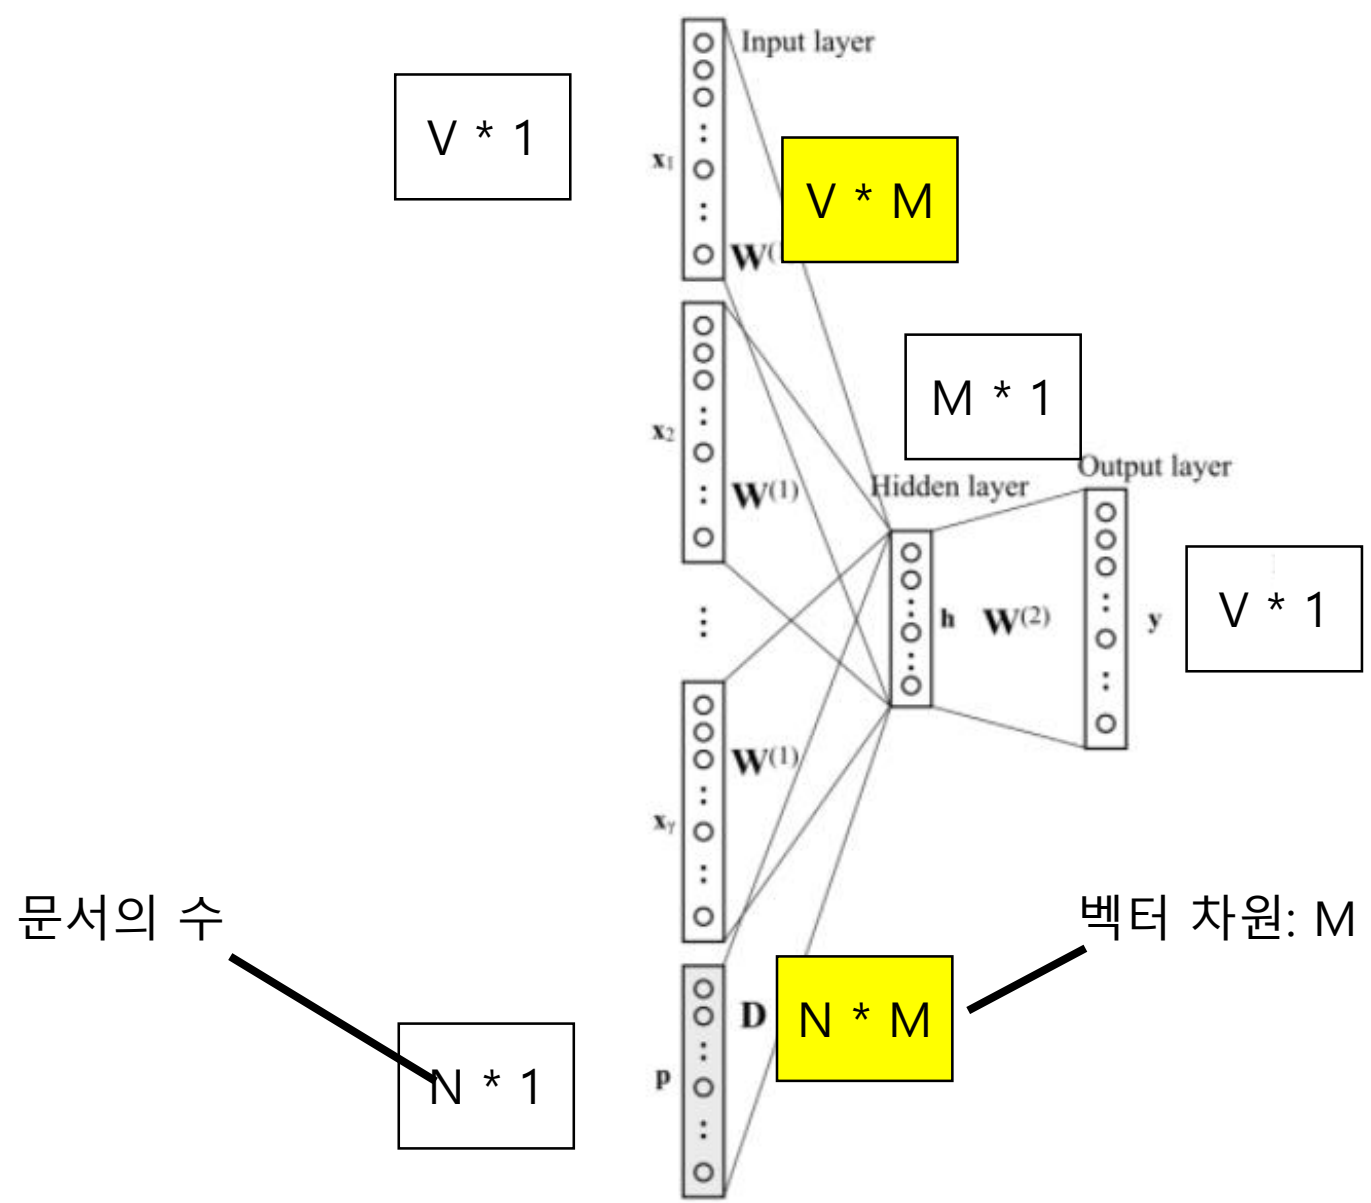 Input layer
V * 1
x1
V * M
W(
M * 1
x2
Output layer
W(1)
Hidden layer
V * 1
h
W(2)
y
W(1)
xγ
문서의 수
벡터 차원: M
D
N * M
p
N * 1